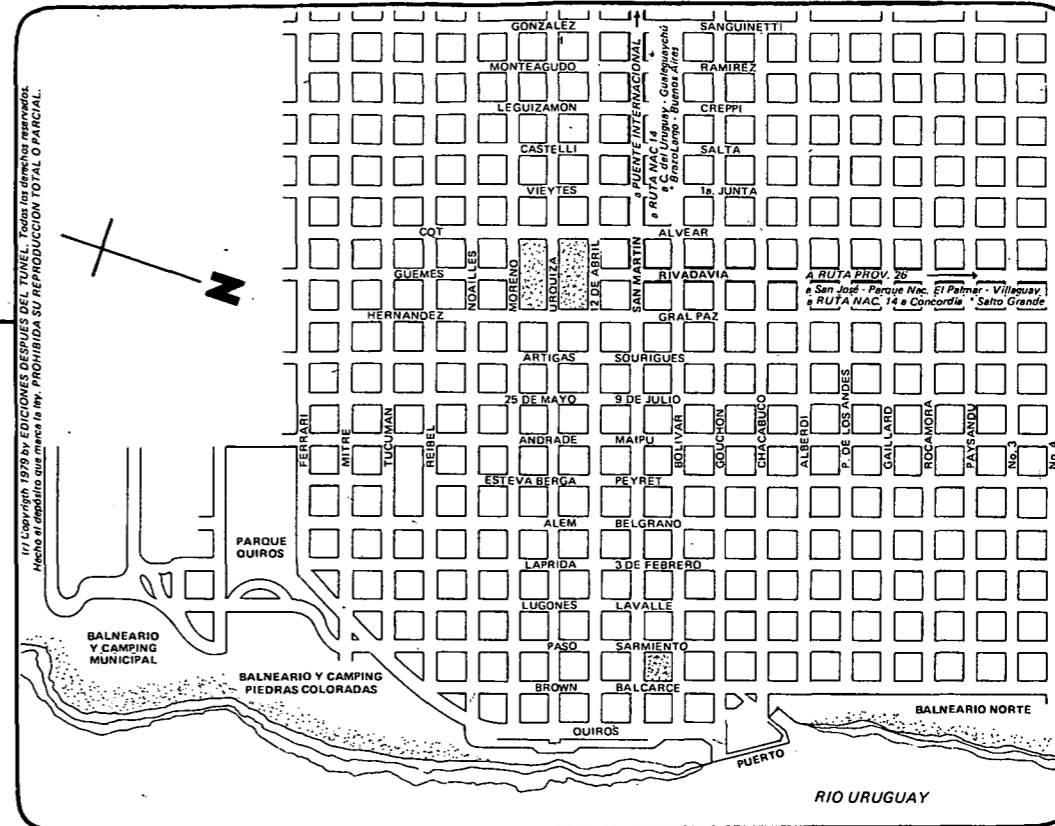 (r) Copyrigth 1979 by EDICIONES DESPUES DEL TUNEL. Todos los derechos reservados.
Hecho el depósito que marca la ley. PROHIBIDA SU REPRODUCCION TOTAL O PARCIAL.
GONZALEZ
SANGUINETTI
MONTEAGUDO
RAMIREZ
LEGUIZAMON
CREPPI
CASTELLI
SALTA
VIEYTES
1a. JUNTA
a PUENTE INTERNACIONAL
a RUTA NAC 14
a C. del Uruguay - Gualeguaychú
* Brazo Largo - Buenos Aires
COT
ALVEAR
GUEMES
RIVADAVIA
A RUTA PROV. 26
a San José - Parque Nac. El Palmar - Villaguay
a RUTA NAC. 14 a Concordia * Salto Grande
NOAILLES
MORENO
URQUIZA
12 DE ABRIL
SAN MARTIN
N
HERNANDEZ
GRAL PAZ
ARTIGAS
SOURIGUES
25 DE MAYO
9 DE JULIO
FERRARI
MITRE
TUCUMAN
REIBEL
BOLIVAR
GOUCHON
CHACABUCO
ALBERDI
P. DE LOS ANDES
GAILLARD
ROCAMORA
PAYSANDU
No. 3
No. 4
ANDRADE
MAIPU
ESTEVA BERGA
PEYRET
ALEM
BELGRANO
PARQUE
QUIROS
LAPRIDA
3 DE FEBRERO
LUGONES
LAVALLE
PASO
SARMIENTO
BALNEARIO
Y CAMPING
MUNICIPAL
BALNEARIO Y CAMPING
PIEDRAS COLORADAS
BROWN
BALCARCE
QUIROS
BALNEARIO NORTE
PUERTO
RIO URUGUAY